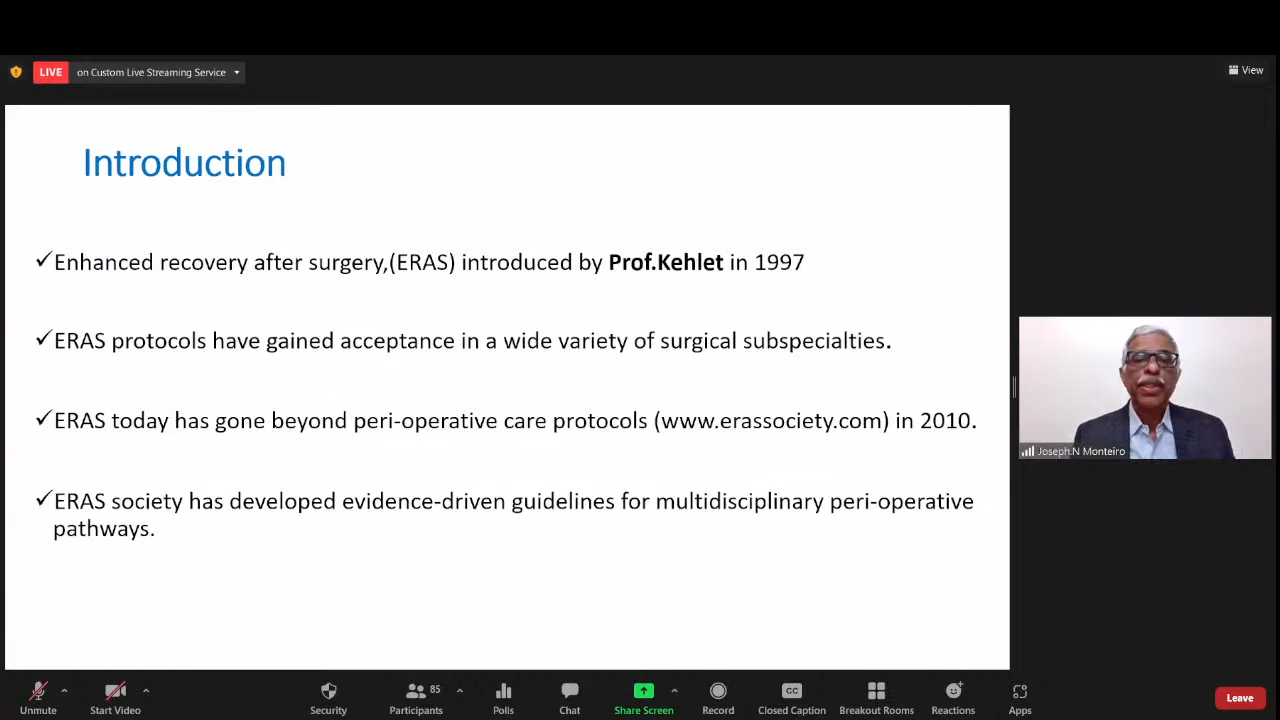 LIVE on Custom Live Streaming Service
View
Introduction
✓Enhanced recovery after surgery,(ERAS) introduced by Prof.Kehlet in 1997
✓ERAS protocols have gained acceptance in a wide variety of surgical subspecialties.
✓ERAS today has gone beyond peri-operative care protocols (www.erassociety.com) in 2010.
✓ERAS society has developed evidence-driven guidelines for multidisciplinary peri-operative
pathways.
Joseph.N Monteiro
Unmute Start Video Security Participants 85 Polls Chat Share Screen Record CC Closed Caption Breakout Rooms Reactions Apps Leave